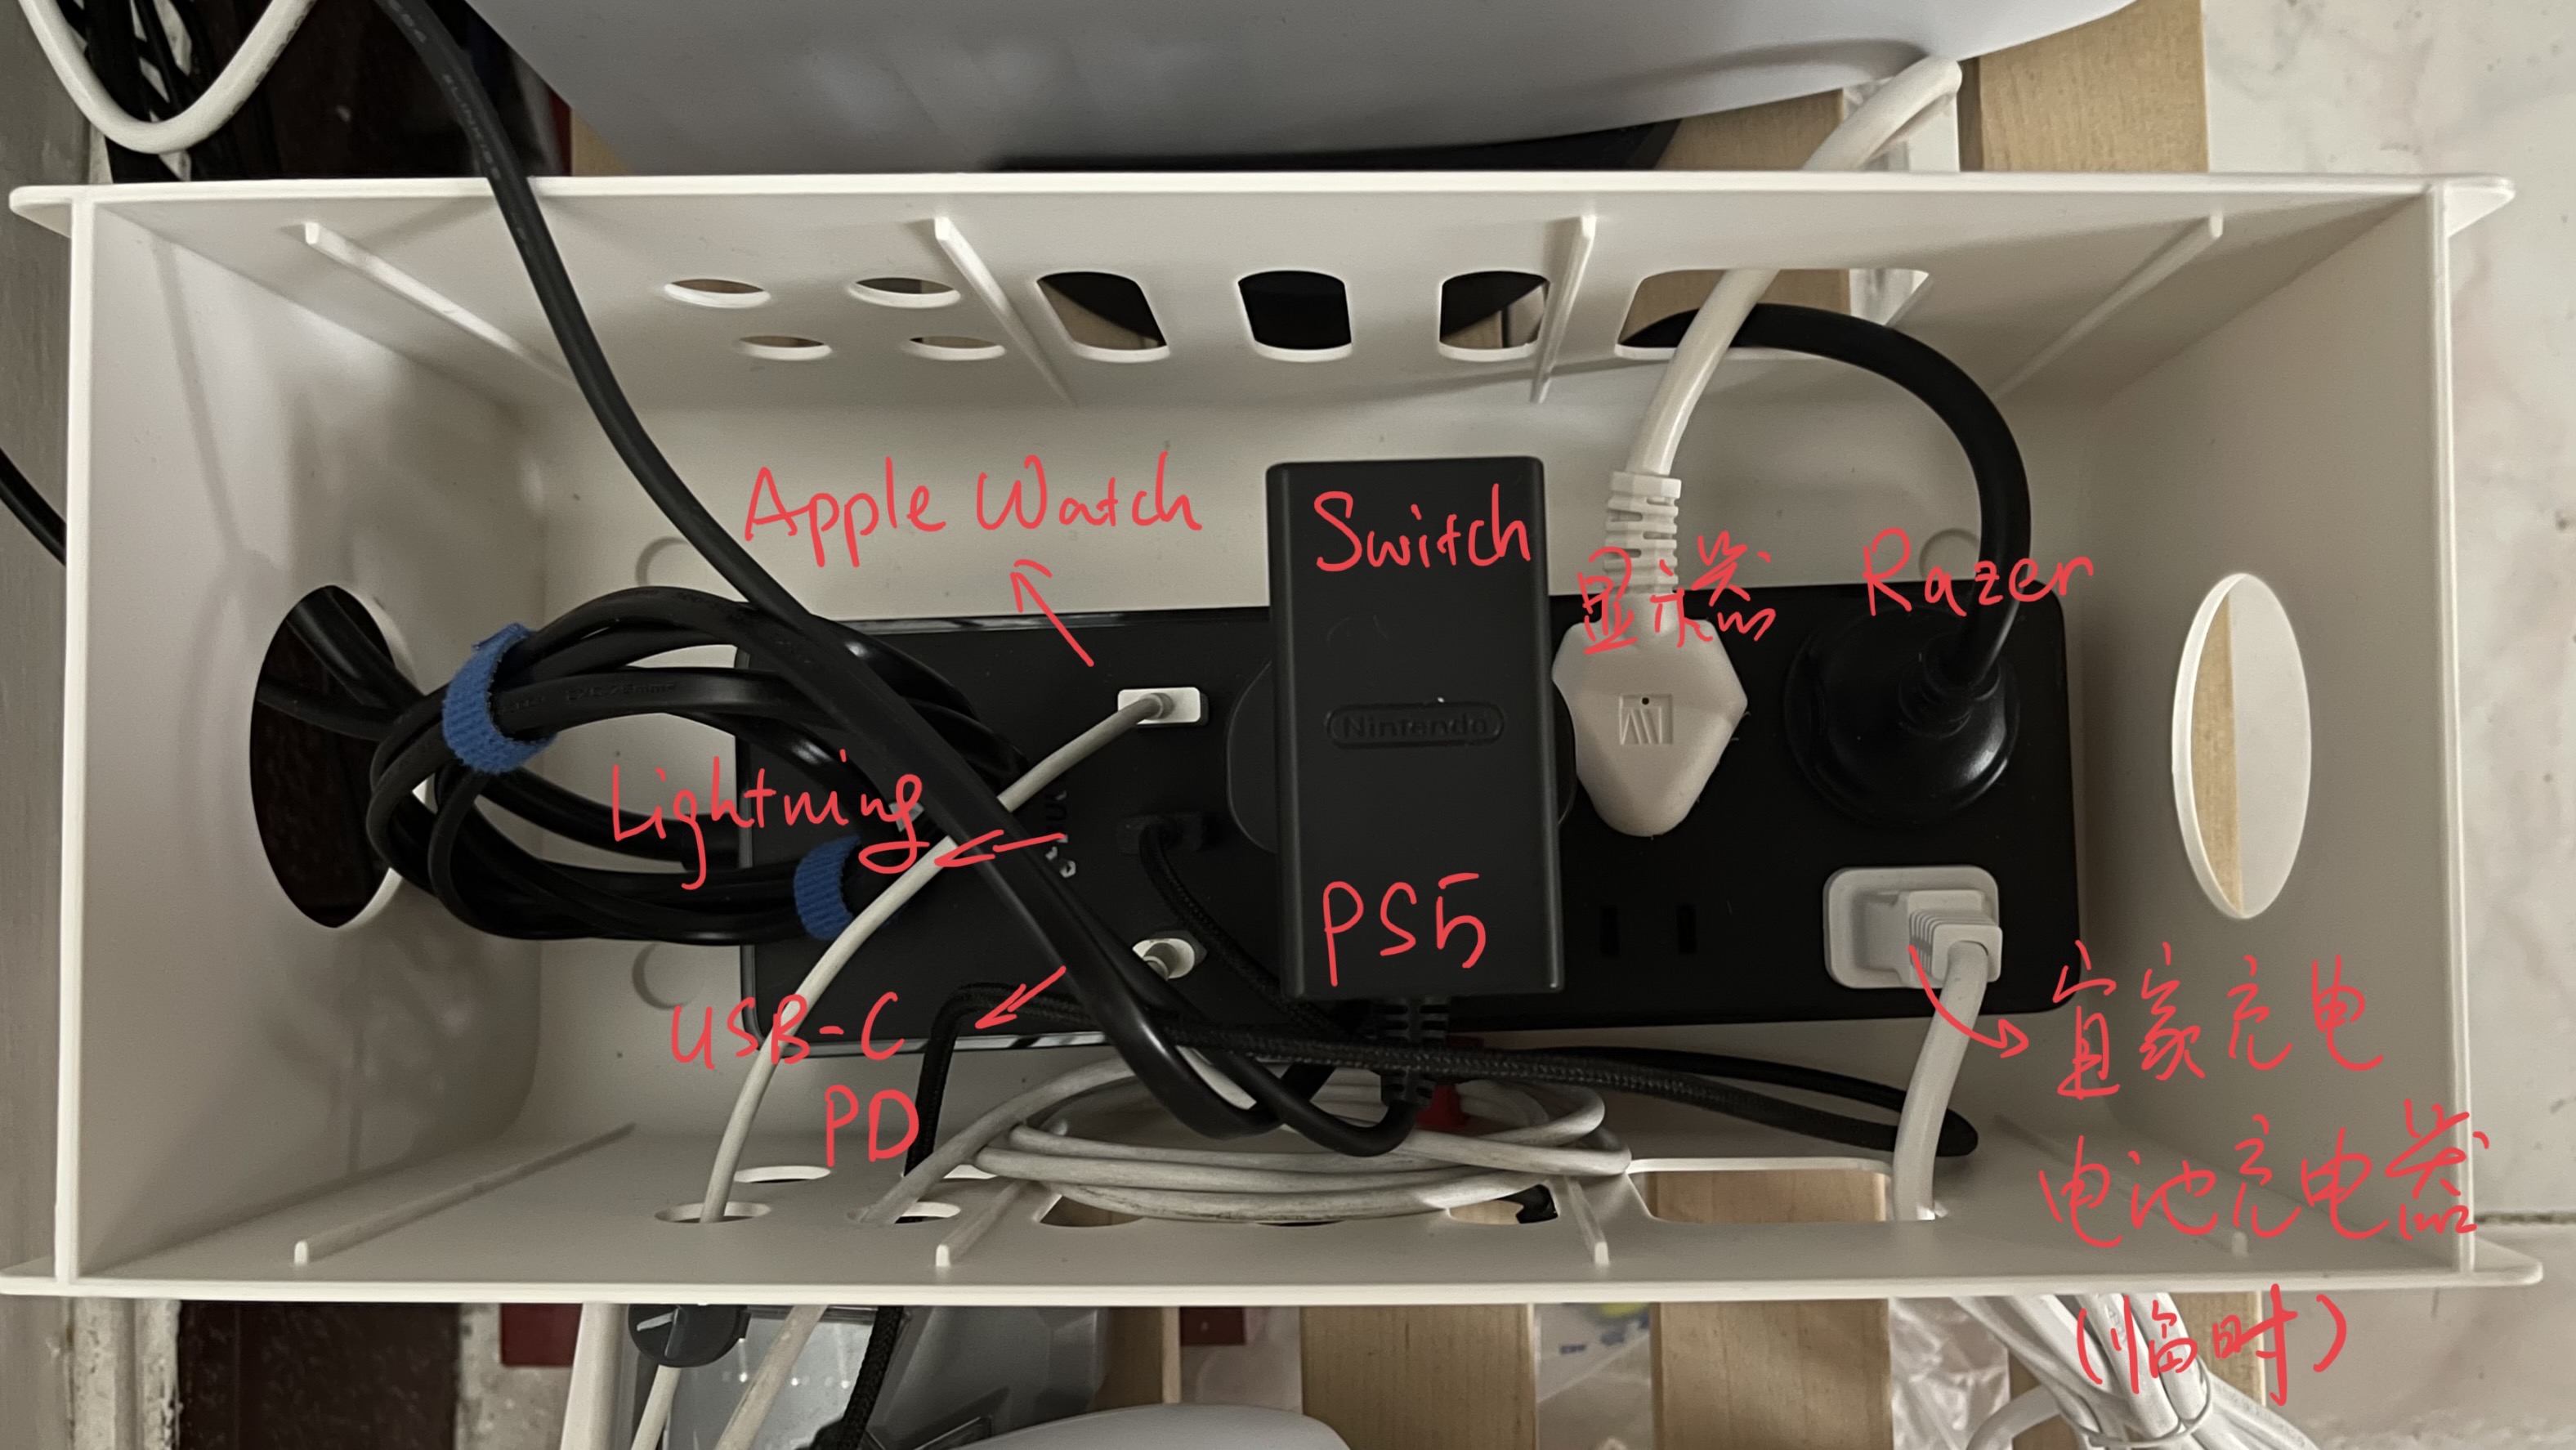 Apple Watch
Switch
显示器
Razer
Nintendo
Lightning
PS5
USB-C
PD
宜家充电
电池充电器
(临时)